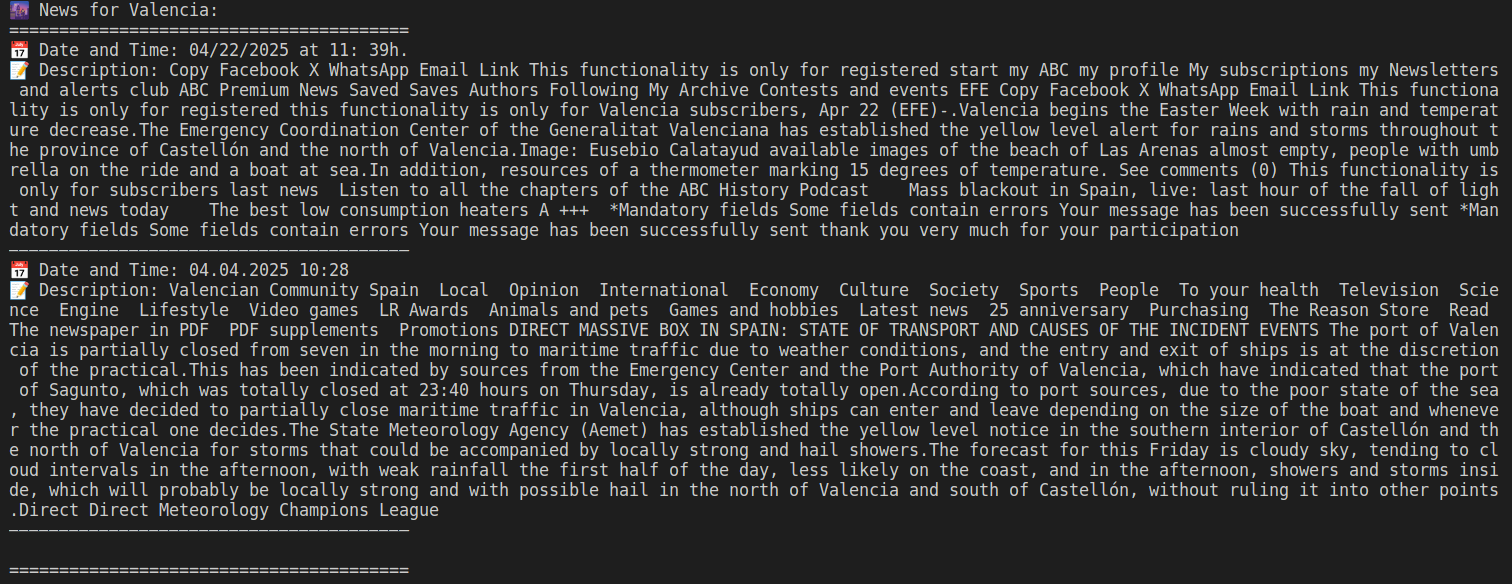 🌆 News for Valencia:
========================================
📅 Date and Time: 04/22/2025 at 11: 39h.
📝 Description: Copy Facebook X WhatsApp Email Link This functionality is only for registered start my ABC my profile My subscriptions my Newsletters
 and alerts club ABC Premium News Saved Saves Authors Following My Archive Contests and events EFE Copy Facebook X WhatsApp Email Link This functiona
lity is only for registered this functionality is only for Valencia subscribers, Apr 22 (EFE)-.Valencia begins the Easter Week with rain and temperat
ure decrease.The Emergency Coordination Center of the Generalitat Valenciana has established the yellow level alert for rains and storms throughout t
he province of Castellón and the north of Valencia.Image: Eusebio Calatayud available images of the beach of Las Arenas almost empty, people with umb
rella on the ride and a boat at sea.In addition, resources of a thermometer marking 15 degrees of temperature. See comments (0) This functionality is
 only for subscribers last news  Listen to all the chapters of the ABC History Podcast    Mass blackout in Spain, live: last hour of the fall of ligh
t and news today    The best low consumption heaters A +++  *Mandatory fields Some fields contain errors Your message has been successfully sent *Man
datory fields Some fields contain errors Your message has been successfully sent thank you very much for your participation
————————————————————————————————————————
📅 Date and Time: 04.04.2025 10:28
📝 Description: Valencian Community Spain  Local  Opinion  International  Economy  Culture  Society  Sports  People  To your health  Television  Scie
nce  Engine  Lifestyle  Video games  LR Awards  Animals and pets  Games and hobbies  Latest news  25 anniversary  Purchasing  The Reason Store  Read
The newspaper in PDF  PDF supplements  Promotions DIRECT MASSIVE BOX IN SPAIN: STATE OF TRANSPORT AND CAUSES OF THE INCIDENT EVENTS The port of Valen
cia is partially closed from seven in the morning to maritime traffic due to weather conditions, and the entry and exit of ships is at the discretion
 of the practical.This has been indicated by sources from the Emergency Center and the Port Authority of Valencia, which have indicated that the port
 of Sagunto, which was totally closed at 23:40 hours on Thursday, is already totally open.According to port sources, due to the poor state of the sea
, they have decided to partially close maritime traffic in Valencia, although ships can enter and leave depending on the size of the boat and wheneve
r the practical one decides.The State Meteorology Agency (Aemet) has established the yellow level notice in the southern interior of Castellón and th
e north of Valencia for storms that could be accompanied by locally strong and hail showers.The forecast for this Friday is cloudy sky, tending to cl
oud intervals in the afternoon, with weak rainfall the first half of the day, less likely on the coast, and in the afternoon, showers and storms insi
de, which will probably be locally strong and with possible hail in the north of Valencia and south of Castellón, without ruling it into other points
.Direct Direct Meteorology Champions League
————————————————————————————————————————
========================================